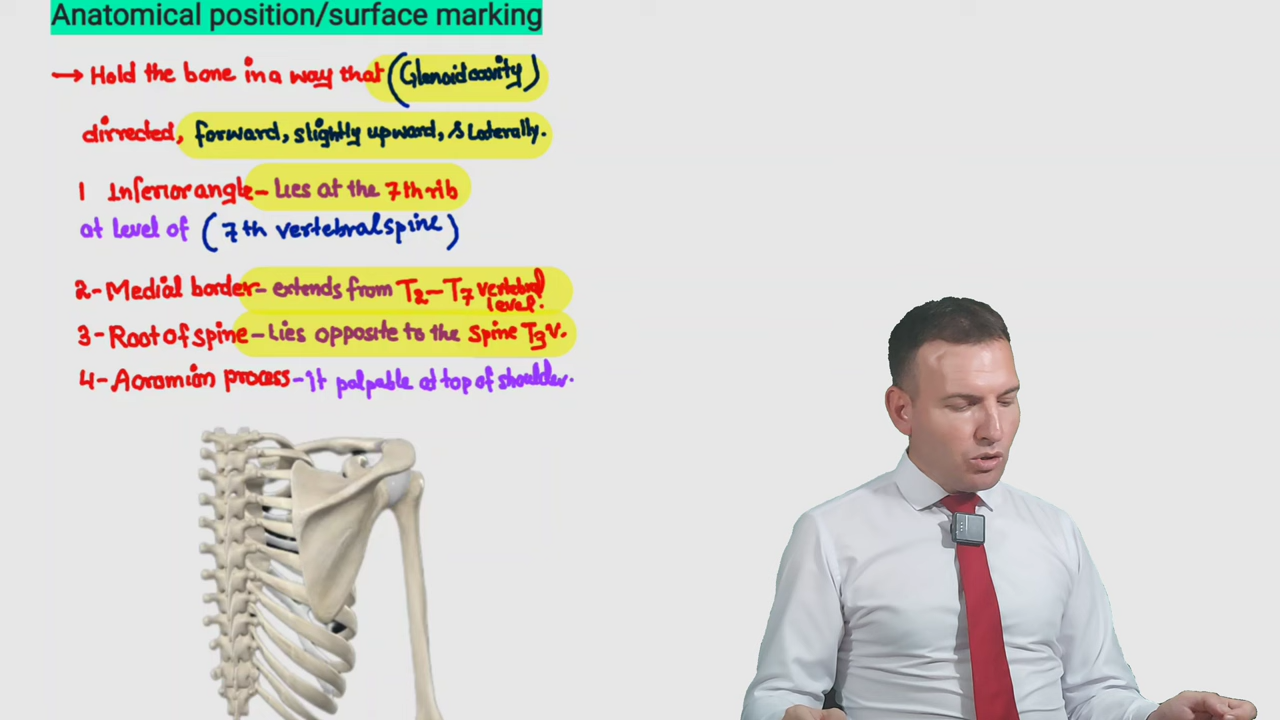 Anatomical position/surface marking
→ Hold the bone in a way that (Glenoid cavity)
dirrected, forward, slightly upward, & Laterally.
1 Inferior angle- Lies at the 7th rib
at level of (7th vertebral spine)
2- Medial border- extends from T2-T7 vertebral level.
3- Root of spine- Lies opposite to the spine T3 v.
4- Acromian process- it palpable at top of shoulder.